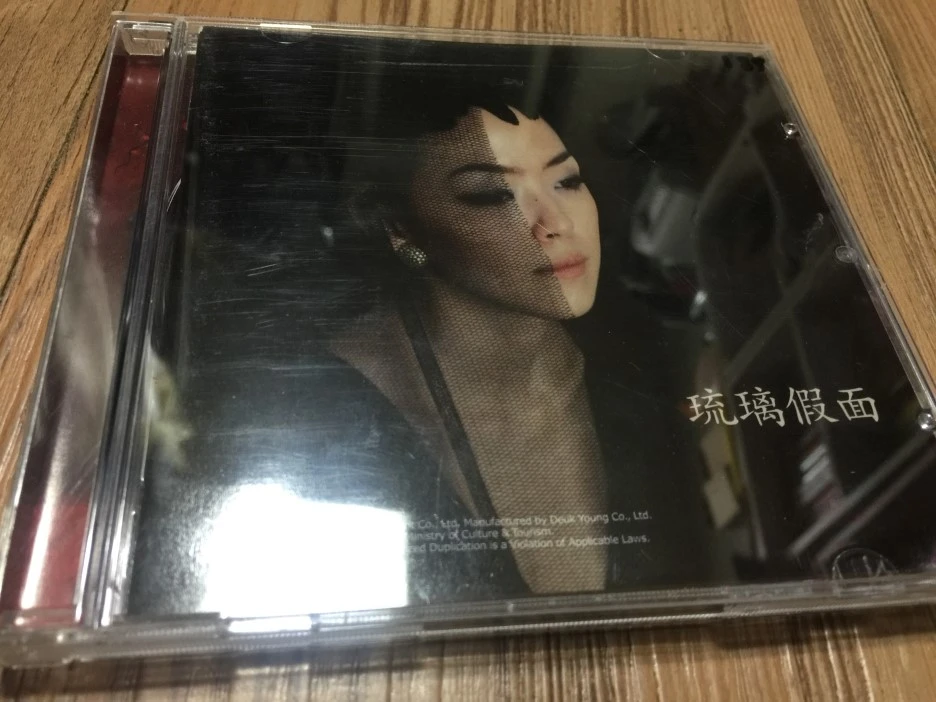 琉璃假面
Co., Ltd. Manufactured by Deuk Young Co., Ltd.
Ministry of Culture & Tourism.
Duplication is a Violation of Applicable Laws.